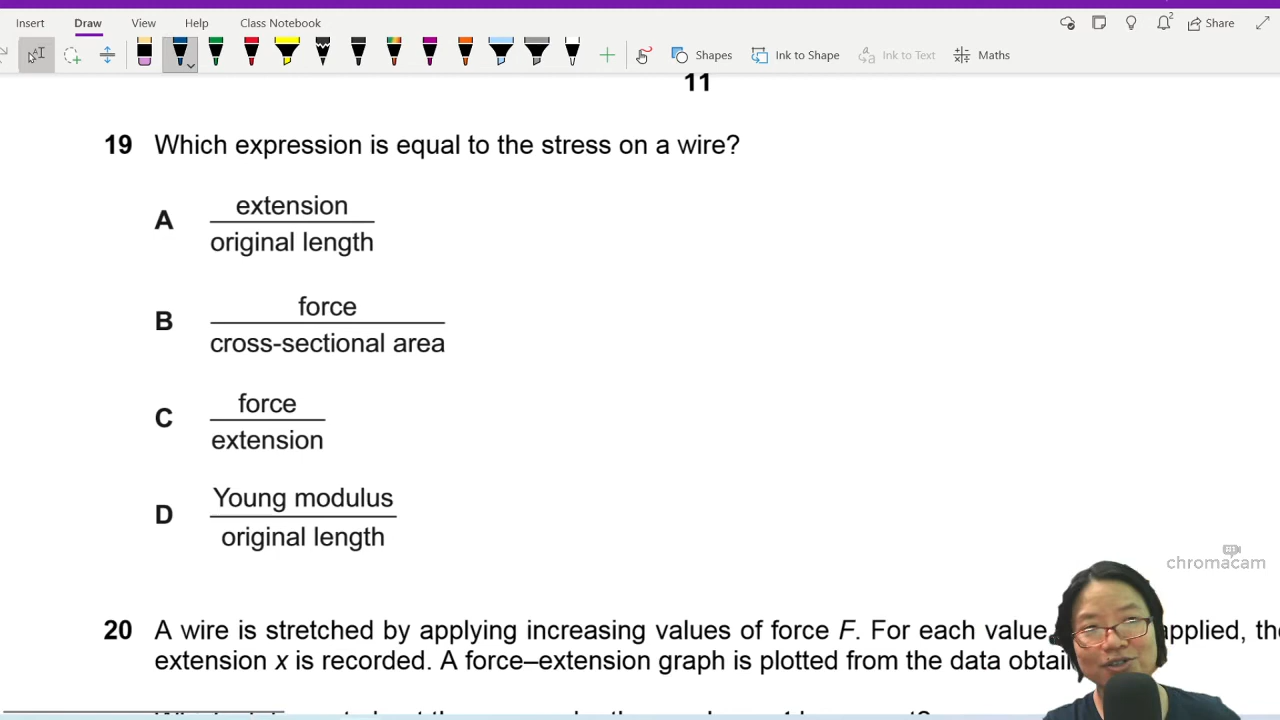 Insert Draw View Help Class Notebook Share
Shapes Ink to Shape Ink to Text Maths
11
19 Which expression is equal to the stress on a wire?
A extension
original length
B force
cross-sectional area
C force
extension
D Young modulus
original length
chromacam
20 A wire is stretched by applying increasing values of force F. For each value applied, the
extension x is recorded. A force–extension graph is plotted from the data